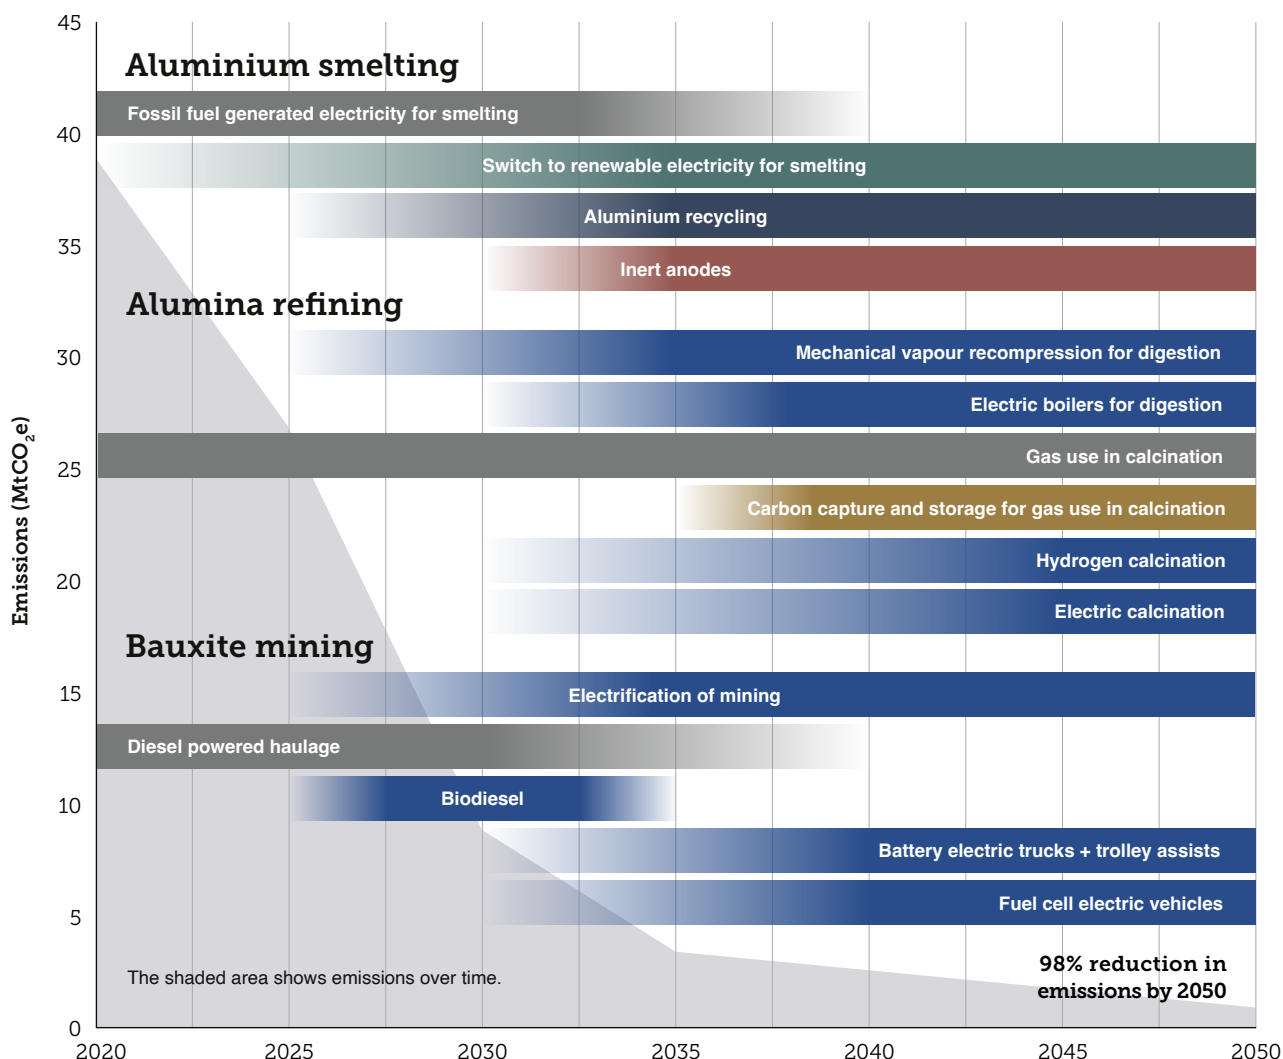 45
Aluminium smelting
Fossil fuel generated electricity for smelting
40
Switch to renewable electricity for smelting
Aluminium recycling
35
Inert anodes
Alumina refining
30
Mechanical vapour recompression for digestion
Electric boilers for digestion
Gas use in calcination
25
Carbon capture and storage for gas use in calcination
Hydrogen calcination
20
Electric calcination
Emissions (MtCO₂e)
Bauxite mining
15
Electrification of mining
Diesel powered haulage
10
Biodiesel
Battery electric trucks + trolley assists
5
Fuel cell electric vehicles
The shaded area shows emissions over time.
98% reduction in
emissions by 2050
0
2020 2025 2030 2035 2040 2045 2050